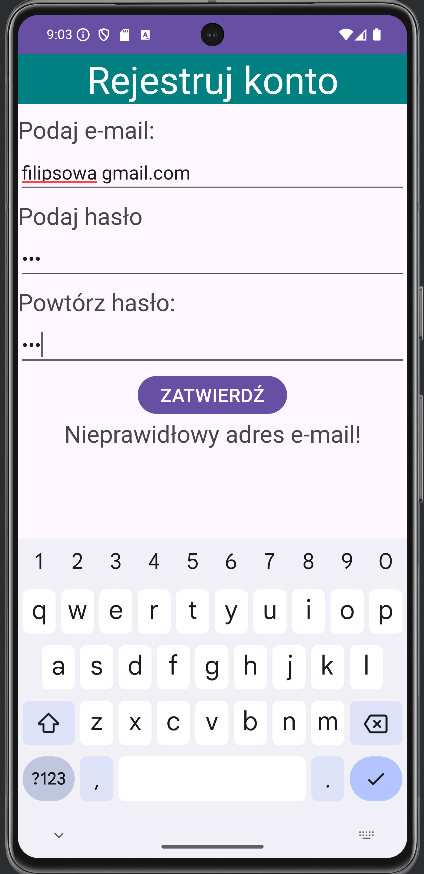 9:03
Rejestruj konto
Podaj e-mail:
filipsowa gmail.com
Podaj hasło
•••
Powtórz hasło:
•••
ZATWIERDŹ
Nieprawidłowy adres e-mail!
1 2 3 4 5 6 7 8 9 0
q w e r t y u i o p
a s d f g h j k l
z x c v b n m
?123 , .